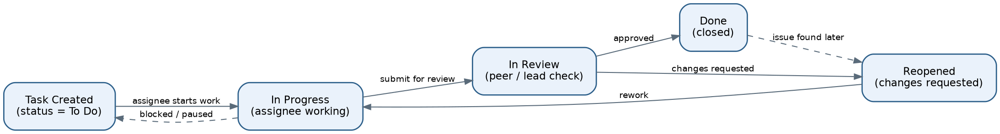 Task Created
(status = To Do)
assignee starts work
blocked / paused
In Progress
(assignee working)
submit for review
In Review
(peer / lead check)
approved
changes requested
rework
Done
(closed)
issue found later
Reopened
(changes requested)